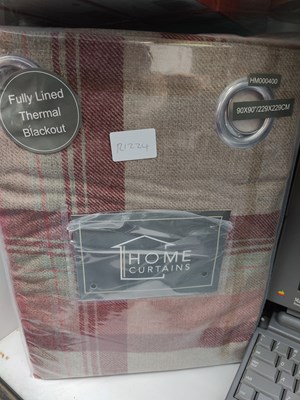 Fully Lined
Thermal
Blackout
HM000400
90X90"/229X229CM
HOME
CURTAINS